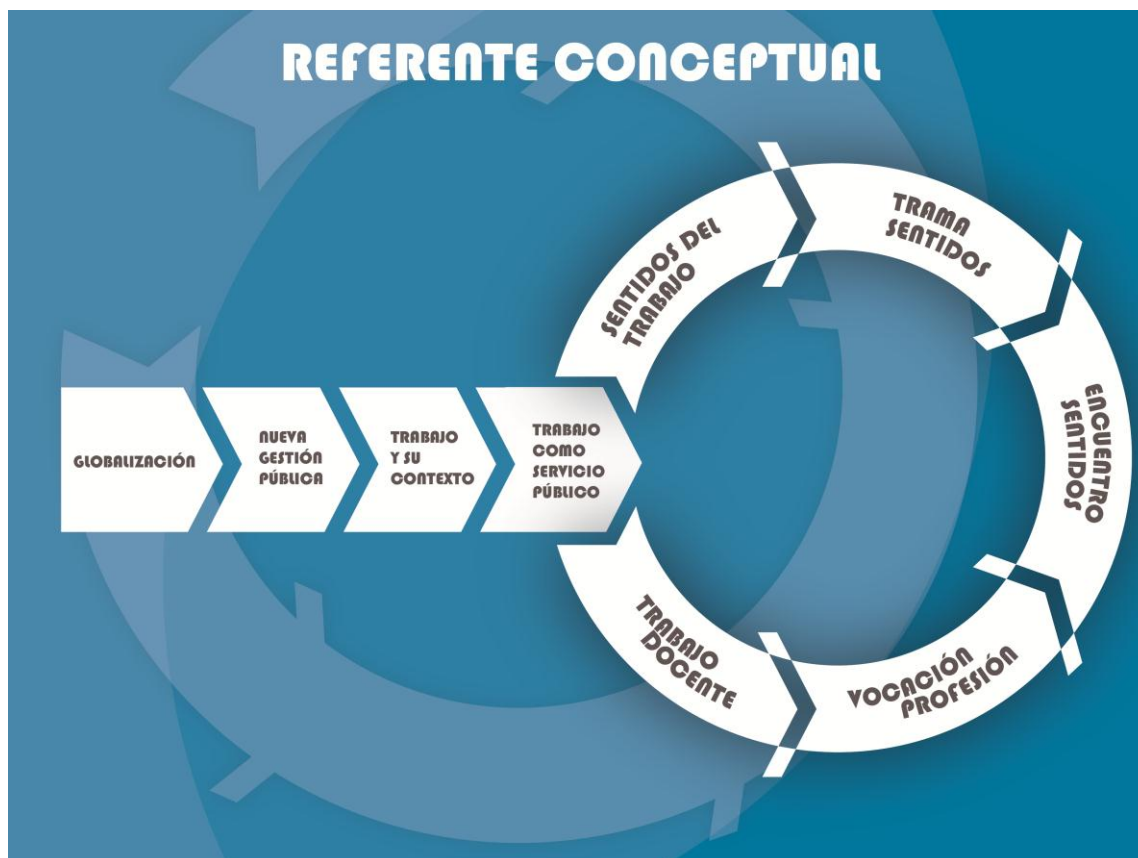 REFERENTE CONCEPTUAL
GLOBALIZACIÓN
NUEVA
GESTIÓN
PÚBLICA
TRABAJO
Y SU
CONTEXTO
TRABAJO
COMO
SERVICIO
PÚBLICO
SENTIDOS DEL
TRABAJO
TRAMA
SENTIDOS
ENCUENTRO
SENTIDOS
TRABAJO
DOCENTE
VOCACIÓN
PROFESIÓN